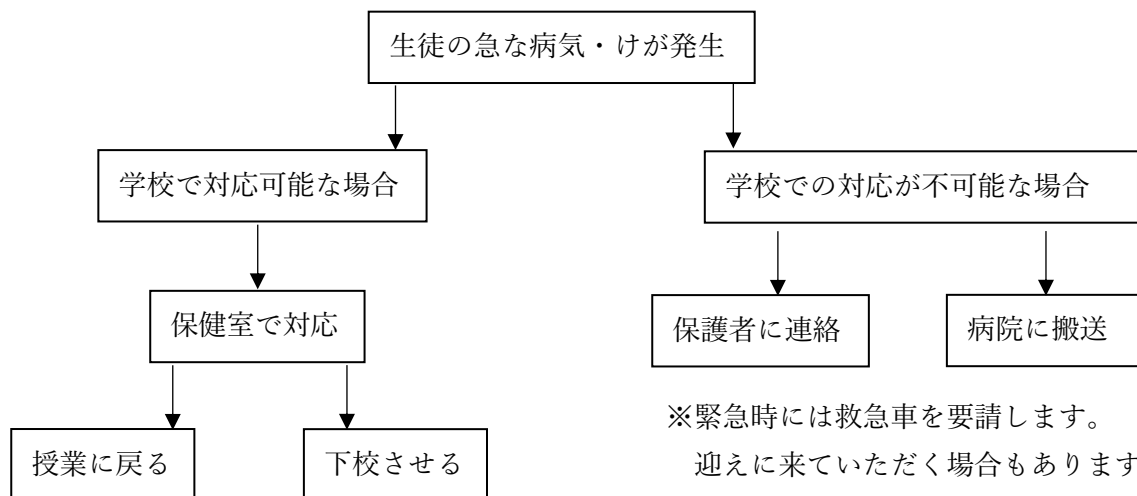 生徒の急な病気・けが発生
学校で対応可能な場合
学校での対応が不可能な場合
保健室で対応
保護者に連絡
病院に搬送
※緊急時には救急車を要請します。
迎えに来ていただく場合もあります
授業に戻る
下校させる